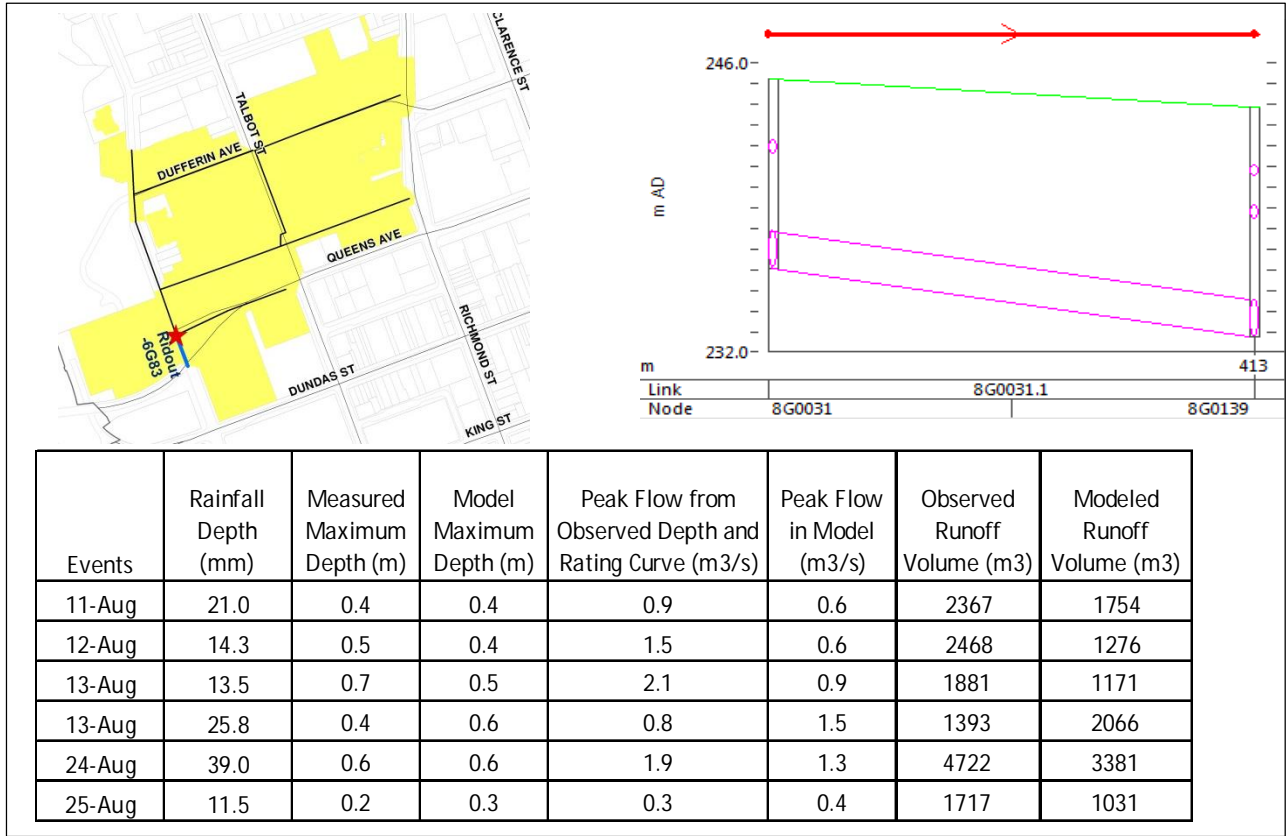 CLARENCE ST
TALBOT ST
DUFFERIN AVE
QUEENS AVE
RICHMOND ST
Ridout
-6G83
DUNDAS ST
KING ST
246.0
m AD
232.0
m 413
Link 8G0031.1
Node 8G0031 8G0139
Events Rainfall Depth (mm) Measured Maximum Depth (m) Model Maximum Depth (m) Peak Flow from Observed Depth and Rating Curve (m3/s) Peak Flow in Model (m3/s) Observed Runoff Volume (m3) Modeled Runoff Volume (m3)
11-Aug 21.0 0.4 0.4 0.9 0.6 2367 1754
12-Aug 14.3 0.5 0.4 1.5 0.6 2468 1276
13-Aug 13.5 0.7 0.5 2.1 0.9 1881 1171
13-Aug 25.8 0.4 0.6 0.8 1.5 1393 2066
24-Aug 39.0 0.6 0.6 1.9 1.3 4722 3381
25-Aug 11.5 0.2 0.3 0.3 0.4 1717 1031